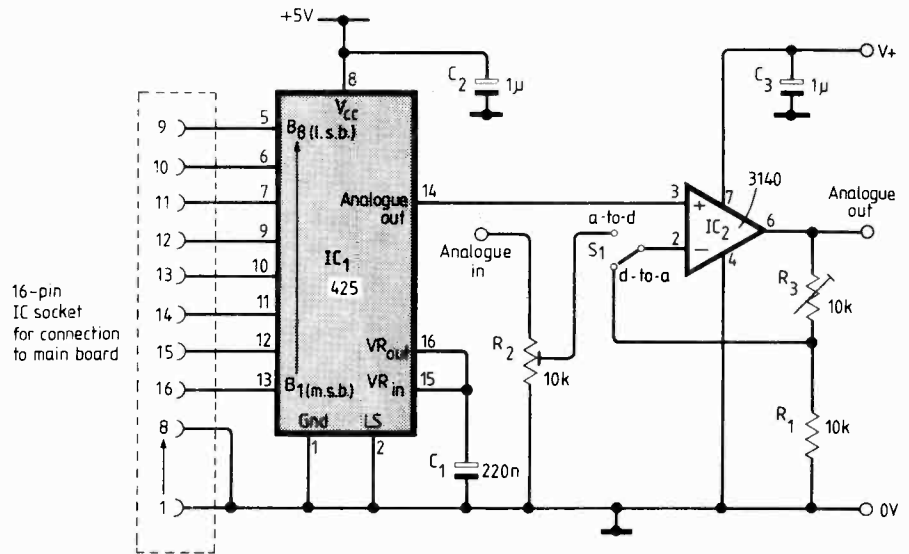 +5V
C2
1μ
8
VCC
9
5
B8(l.s.b.)
10
6
11
7
12
9
13
10
14
11
15
12
16
13
B1(m.s.b.)
8
1
16-pin
IC socket
for connection
to main board
Analogue
out
14
IC1
425
VRout
16
VRin
15
Gnd
LS
1
2
C1
220n
Analogue
in
R2
10k
a-to-d
S1
d-to-a
3
+
2
−
IC2
3140
7
4
6
C3
1μ
V+
Analogue
out
R3
10k
R1
10k
0V